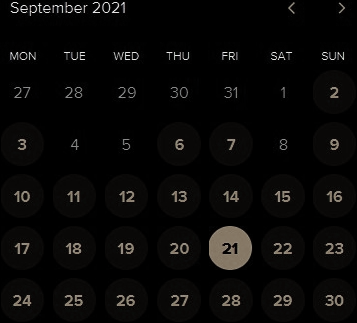 September 2021
MON TUE WED THU FRI SAT SUN
27 28 29 30 31 1 2
3 4 5 6 7 8 9
10 11 12 13 14 15 16
17 18 19 20 21 22 23
24 25 26 27 28 29 30